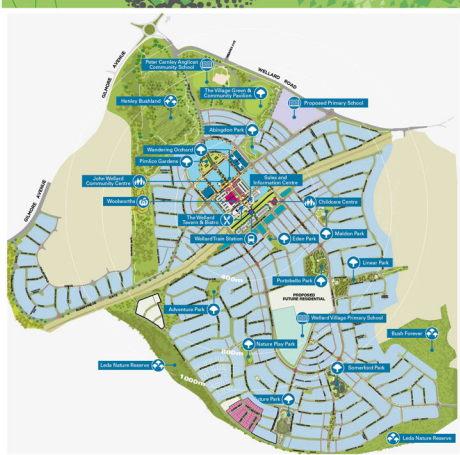 GILMORE
AVENUE
Peter Carnley Anglican
Community School
WELLARD ROAD
The Village Green &
Community Pavilion
Henley Bushland
Proposed Primary School
Abingdon Park
Wandering Orchard
Pimlico Gardens
John Wellard
Community Centre
Sales and
Information Centre
Woolworths
Childcare Centre
GILMORE AVENUE
The Wellard
Tavern & Bistro
Maiden Park
Wellard Train Station
Eden Park
Linear Park
400m
Portobello Park
PROPOSED
FUTURE RESIDENTIAL
Adventure Park
Wellard Village Primary School
Bush Forever
Nature Play Park
800m
Leda Nature Reserve
1000m
Somerford Park
uture Park
Leda Nature Reserve